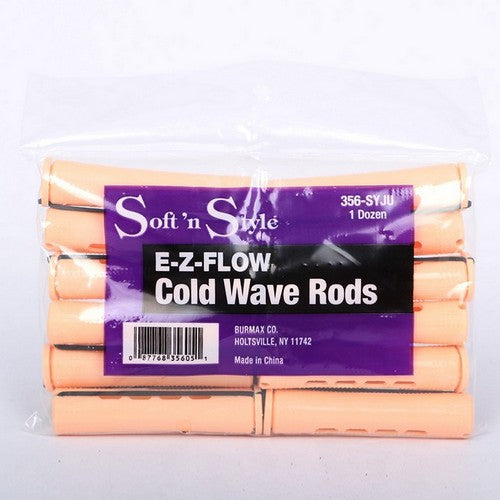 356-SYJU
1 Dozen
Soft 'n Style
E-Z-FLOW
Cold Wave Rods
BURMAX CO.
HOLTSVILLE, NY 11742
Made in China
0 87768 35605 1